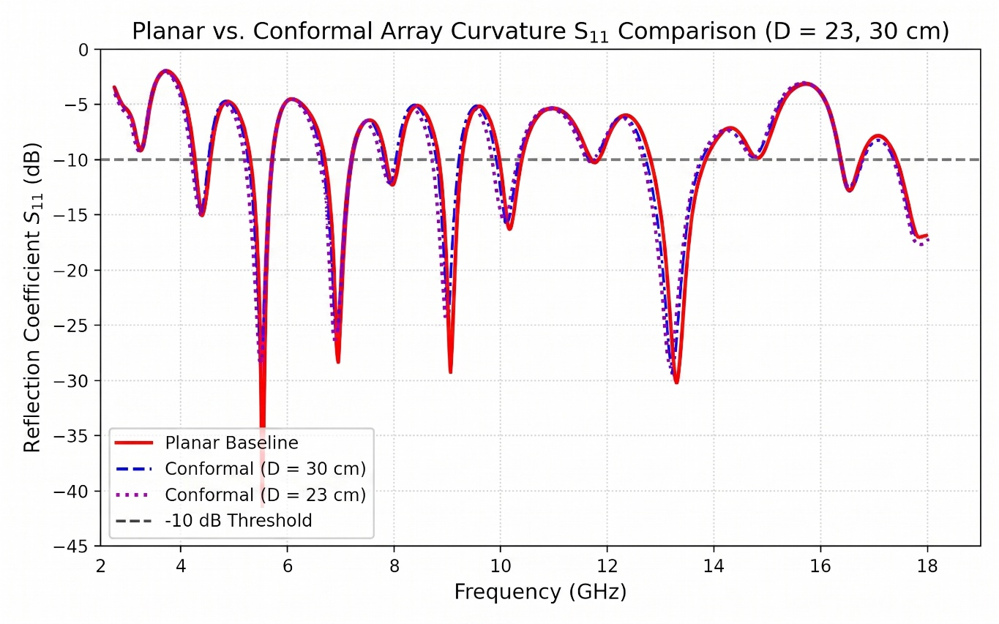 Planar vs. Conformal Array Curvature S₁₁ Comparison (D = 23, 30 cm)
Reflection Coefficient S₁₁ (dB)
0
−5
−10
−15
−20
−25
−30
−35
−40
−45
Planar Baseline
Conformal (D = 30 cm)
Conformal (D = 23 cm)
-10 dB Threshold
2 4 6 8 10 12 14 16 18
Frequency (GHz)